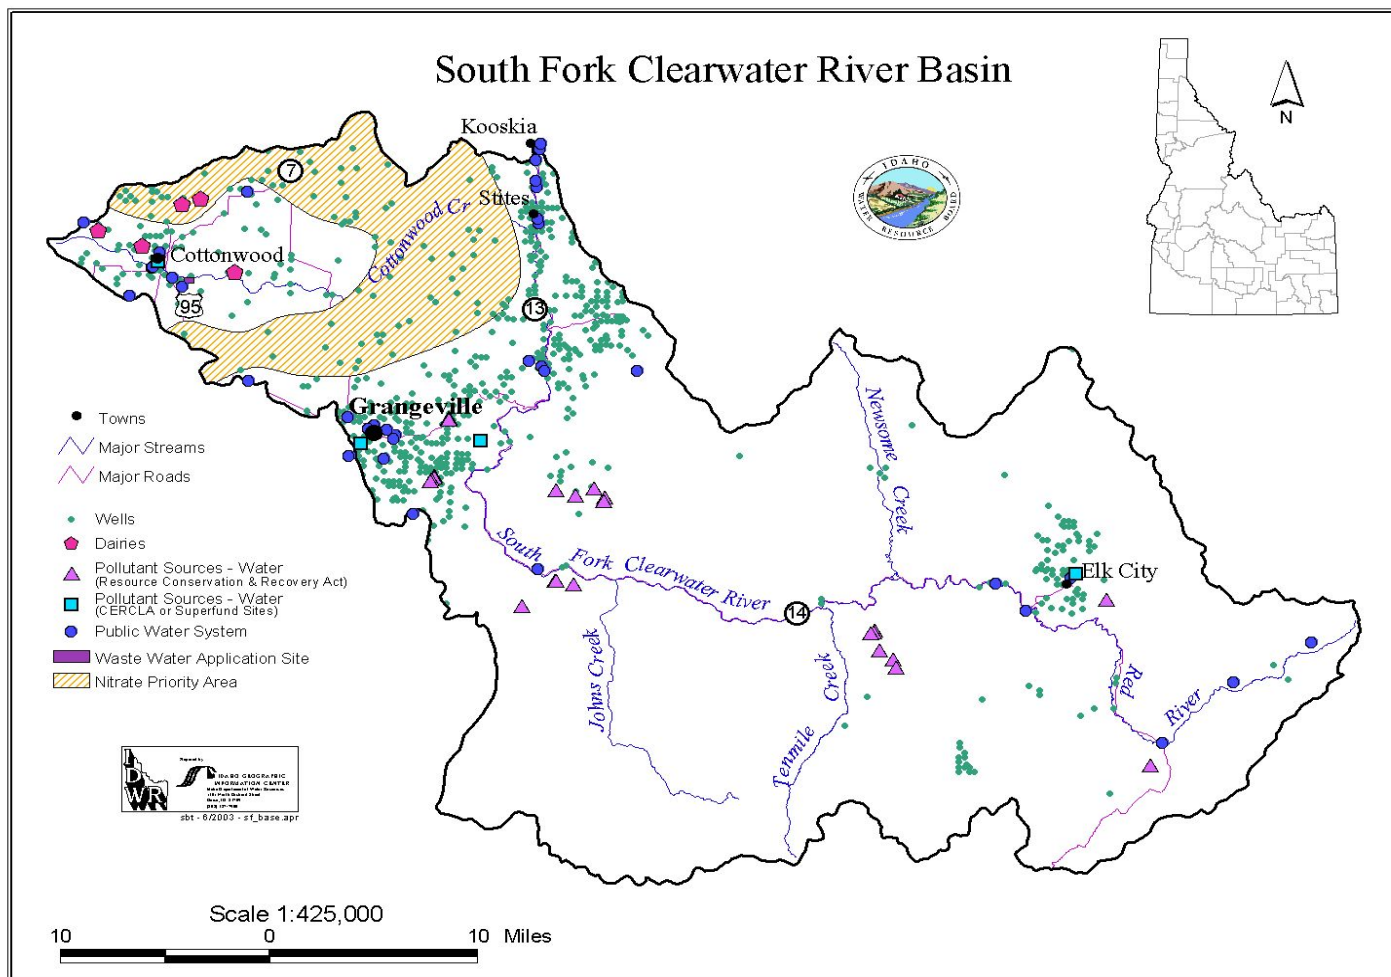 South Fork Clearwater River Basin
N
Kooskia
7
IDAHO
WATER RESOURCE BOARD
Stites
Cottonwood Cr
Cottonwood
95
13
Grangeville
Newsome
Creek
Towns
Major Streams
Major Roads
Wells
Dairies
Pollutant Sources - Water
(Resource Conservation & Recovery Act)
Pollutant Sources - Water
(CERCLA or Superfund Sites)
Public Water System
Waste Water Application Site
Nitrate Priority Area
South Fork Clearwater River
14
Elk City
Johns Creek
Tenmile Creek
Red River
IDWR
Prepared by
IDAHO GEOGRAPHIC
INFORMATION CENTER
sbt - 6/2003 - sf_base.apr
Scale 1:425,000
10 0 10 Miles